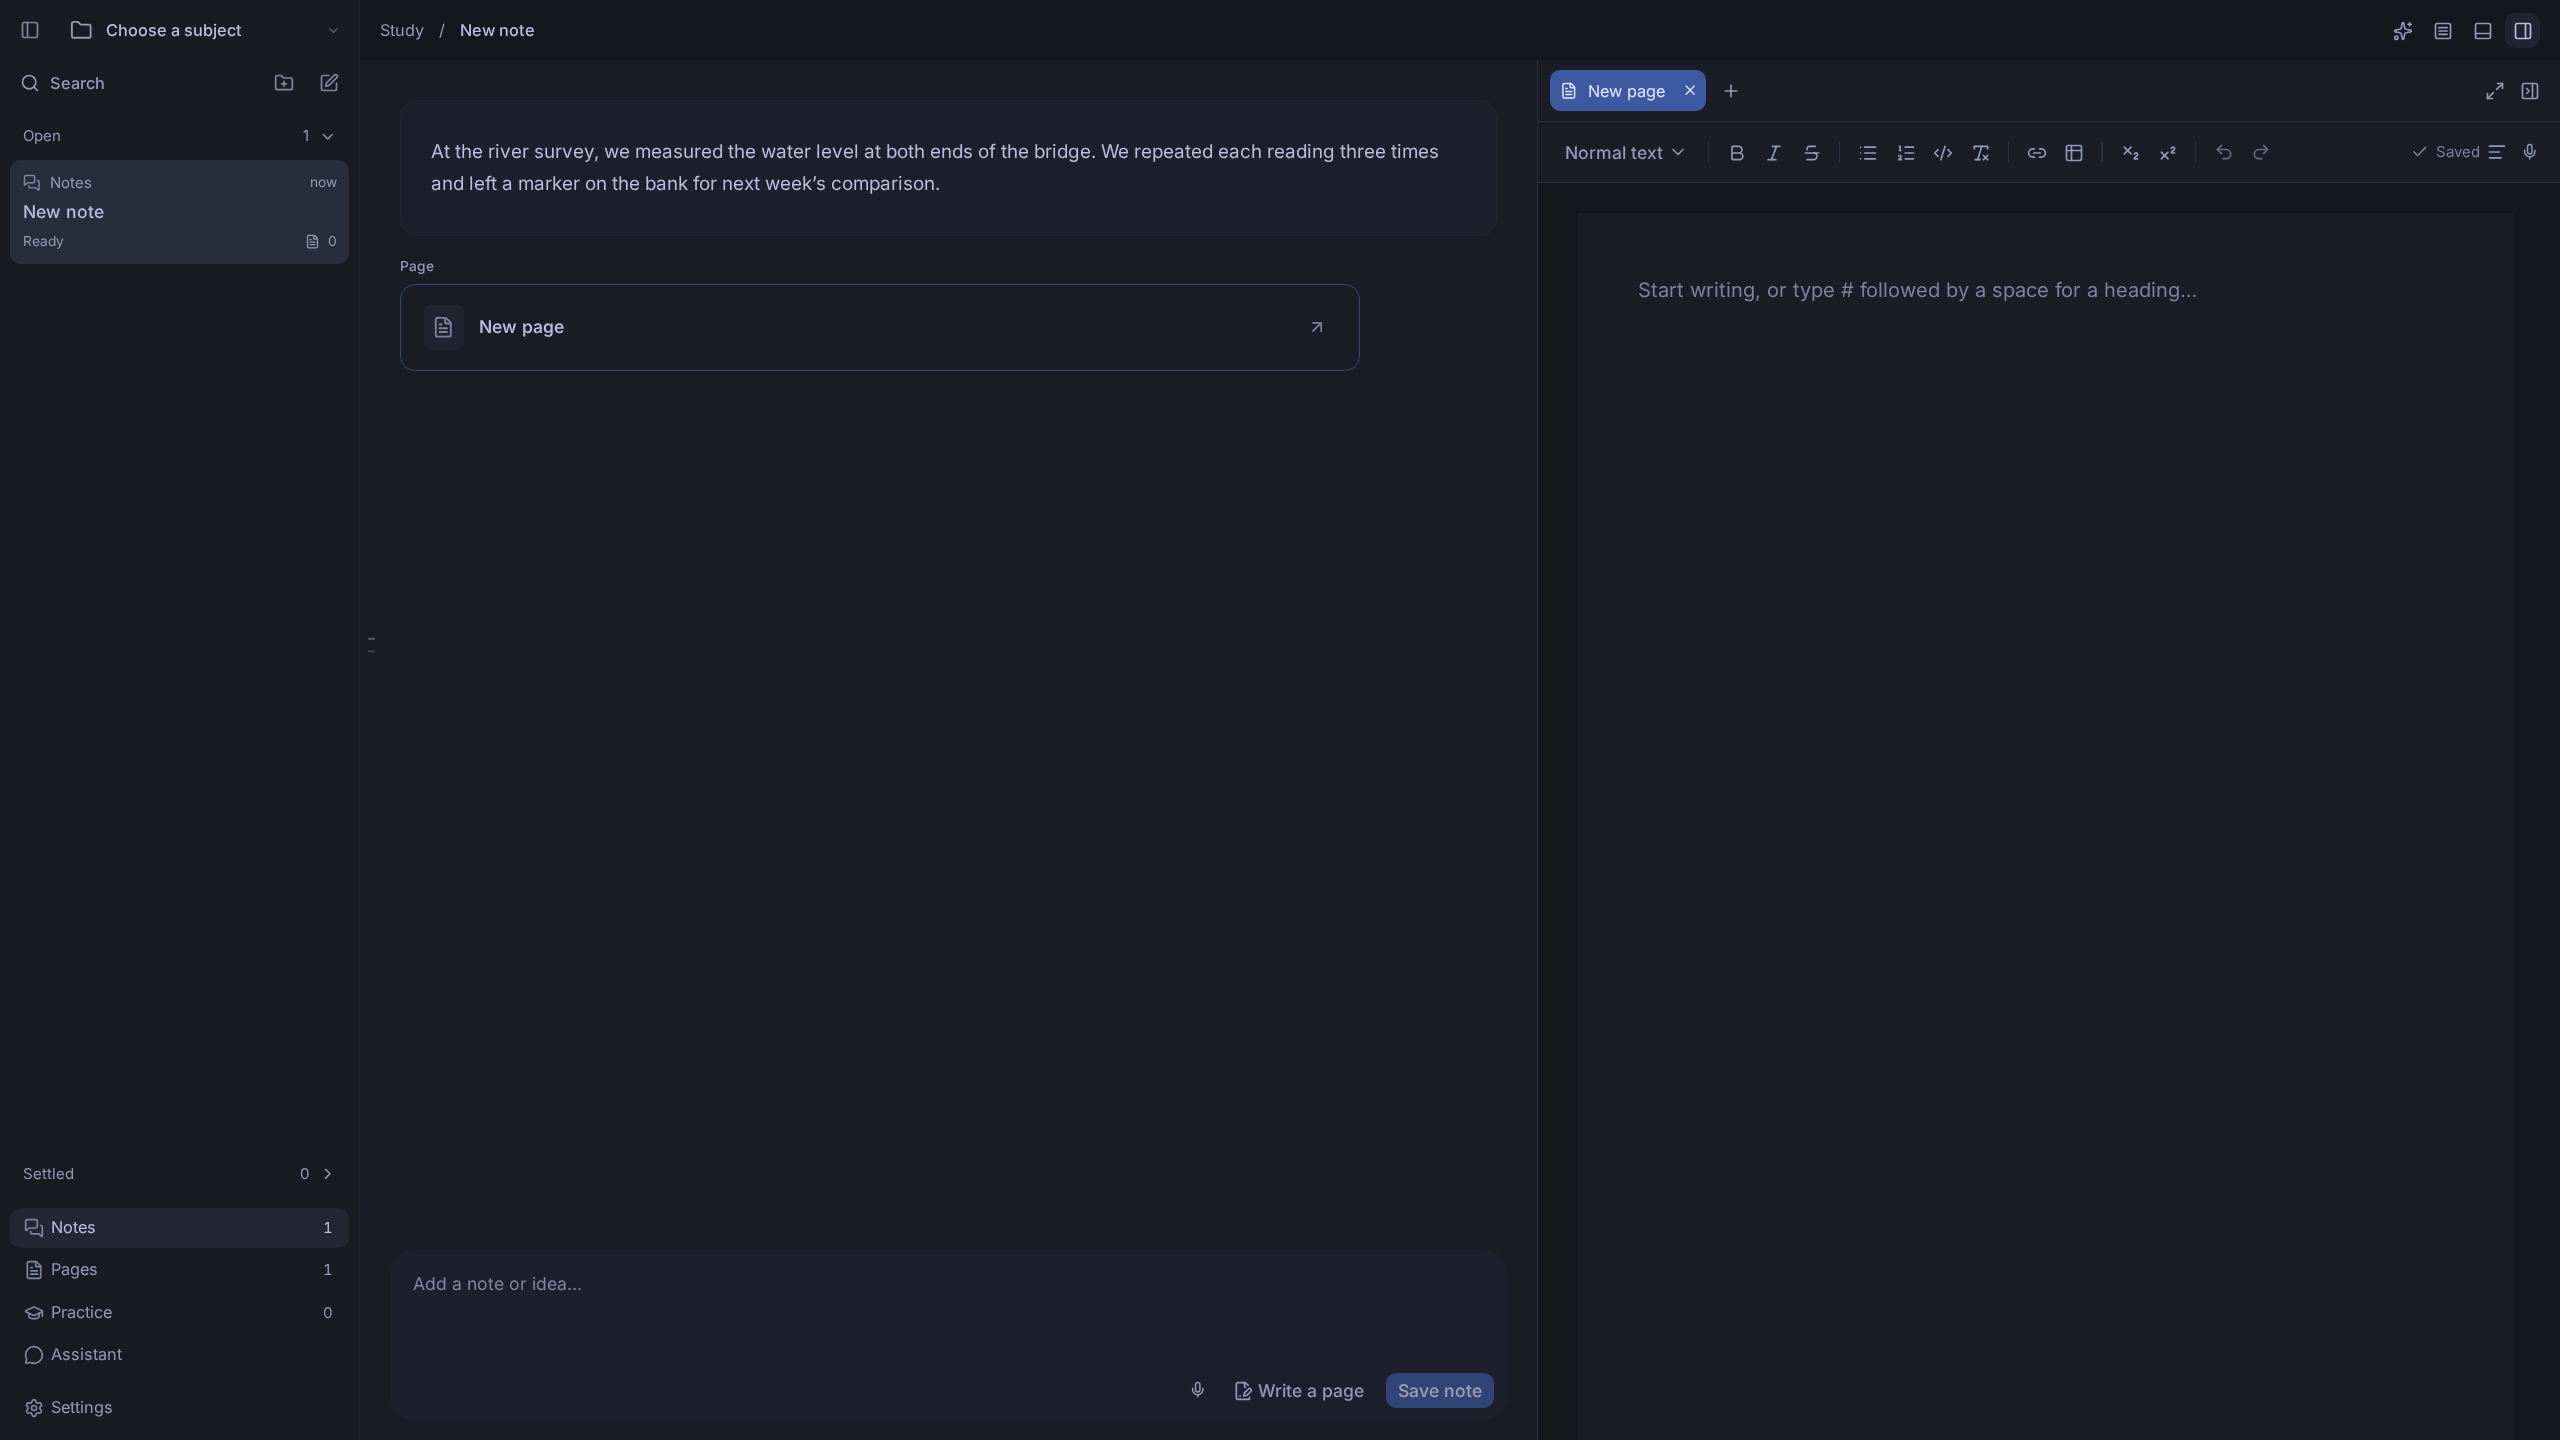 Choose a subject
Study / New note
Search
Open 1
Notes now
New note
Ready 0
At the river survey, we measured the water level at both ends of the bridge. We repeated each reading three times
and left a marker on the bank for next week’s comparison.
Page
New page
Settled 0
Notes 1
Pages 1
Practice 0
Assistant
Settings
Add a note or idea...
Write a page
Save note
New page
Normal text
Saved
Start writing, or type # followed by a space for a heading...